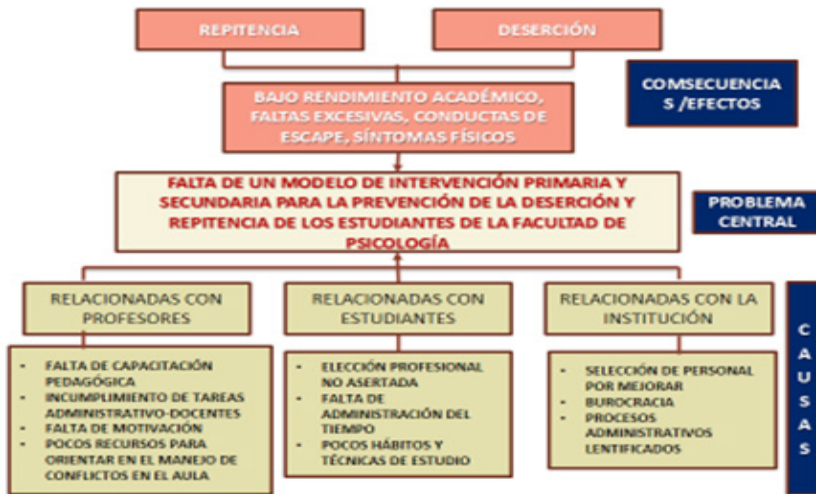 REPITENCIA
DESERCIÓN
BAJO RENDIMIENTO ACADÉMICO,
FALTAS EXCESIVAS, CONDUCTAS DE
ESCAPE, SÍNTOMAS FÍSICOS
COMSECUENCIA
S /EFECTOS
FALTA DE UN MODELO DE INTERVENCIÓN PRIMARIA Y
SECUNDARIA PARA LA PREVENCIÓN DE LA DESERCIÓN Y
REPITENCIA DE LOS ESTUDIANTES DE LA FACULTAD DE
PSICOLOGÍA
PROBLEMA
CENTRAL
RELACIONADAS CON
PROFESORES
RELACIONADAS CON
ESTUDIANTES
RELACIONADAS CON LA
INSTITUCIÓN
• FALTA DE CAPACITACIÓN
PEDAGÓGICA
• INCUMPLIMIENTO DE TAREAS
ADMINISTRATIVO-DOCENTES
• FALTA DE MOTIVACIÓN
• POCOS RECURSOS PARA
ORIENTAR EN EL MANEJO DE
CONFLICTOS EN EL AULA
• ELECCIÓN PROFESIONAL
NO ASERTADA
• FALTA DE
ADMINISTRACIÓN DEL
TIEMPO
• POCOS HÁBITOS Y
TÉCNICAS DE ESTUDIO
• SELECCIÓN DE PERSONAL
POR MEJORAR
• BUROCRACIA
• PROCESOS
ADMINISTRATIVOS
LENTIFICADOS
C
A
U
S
A
S